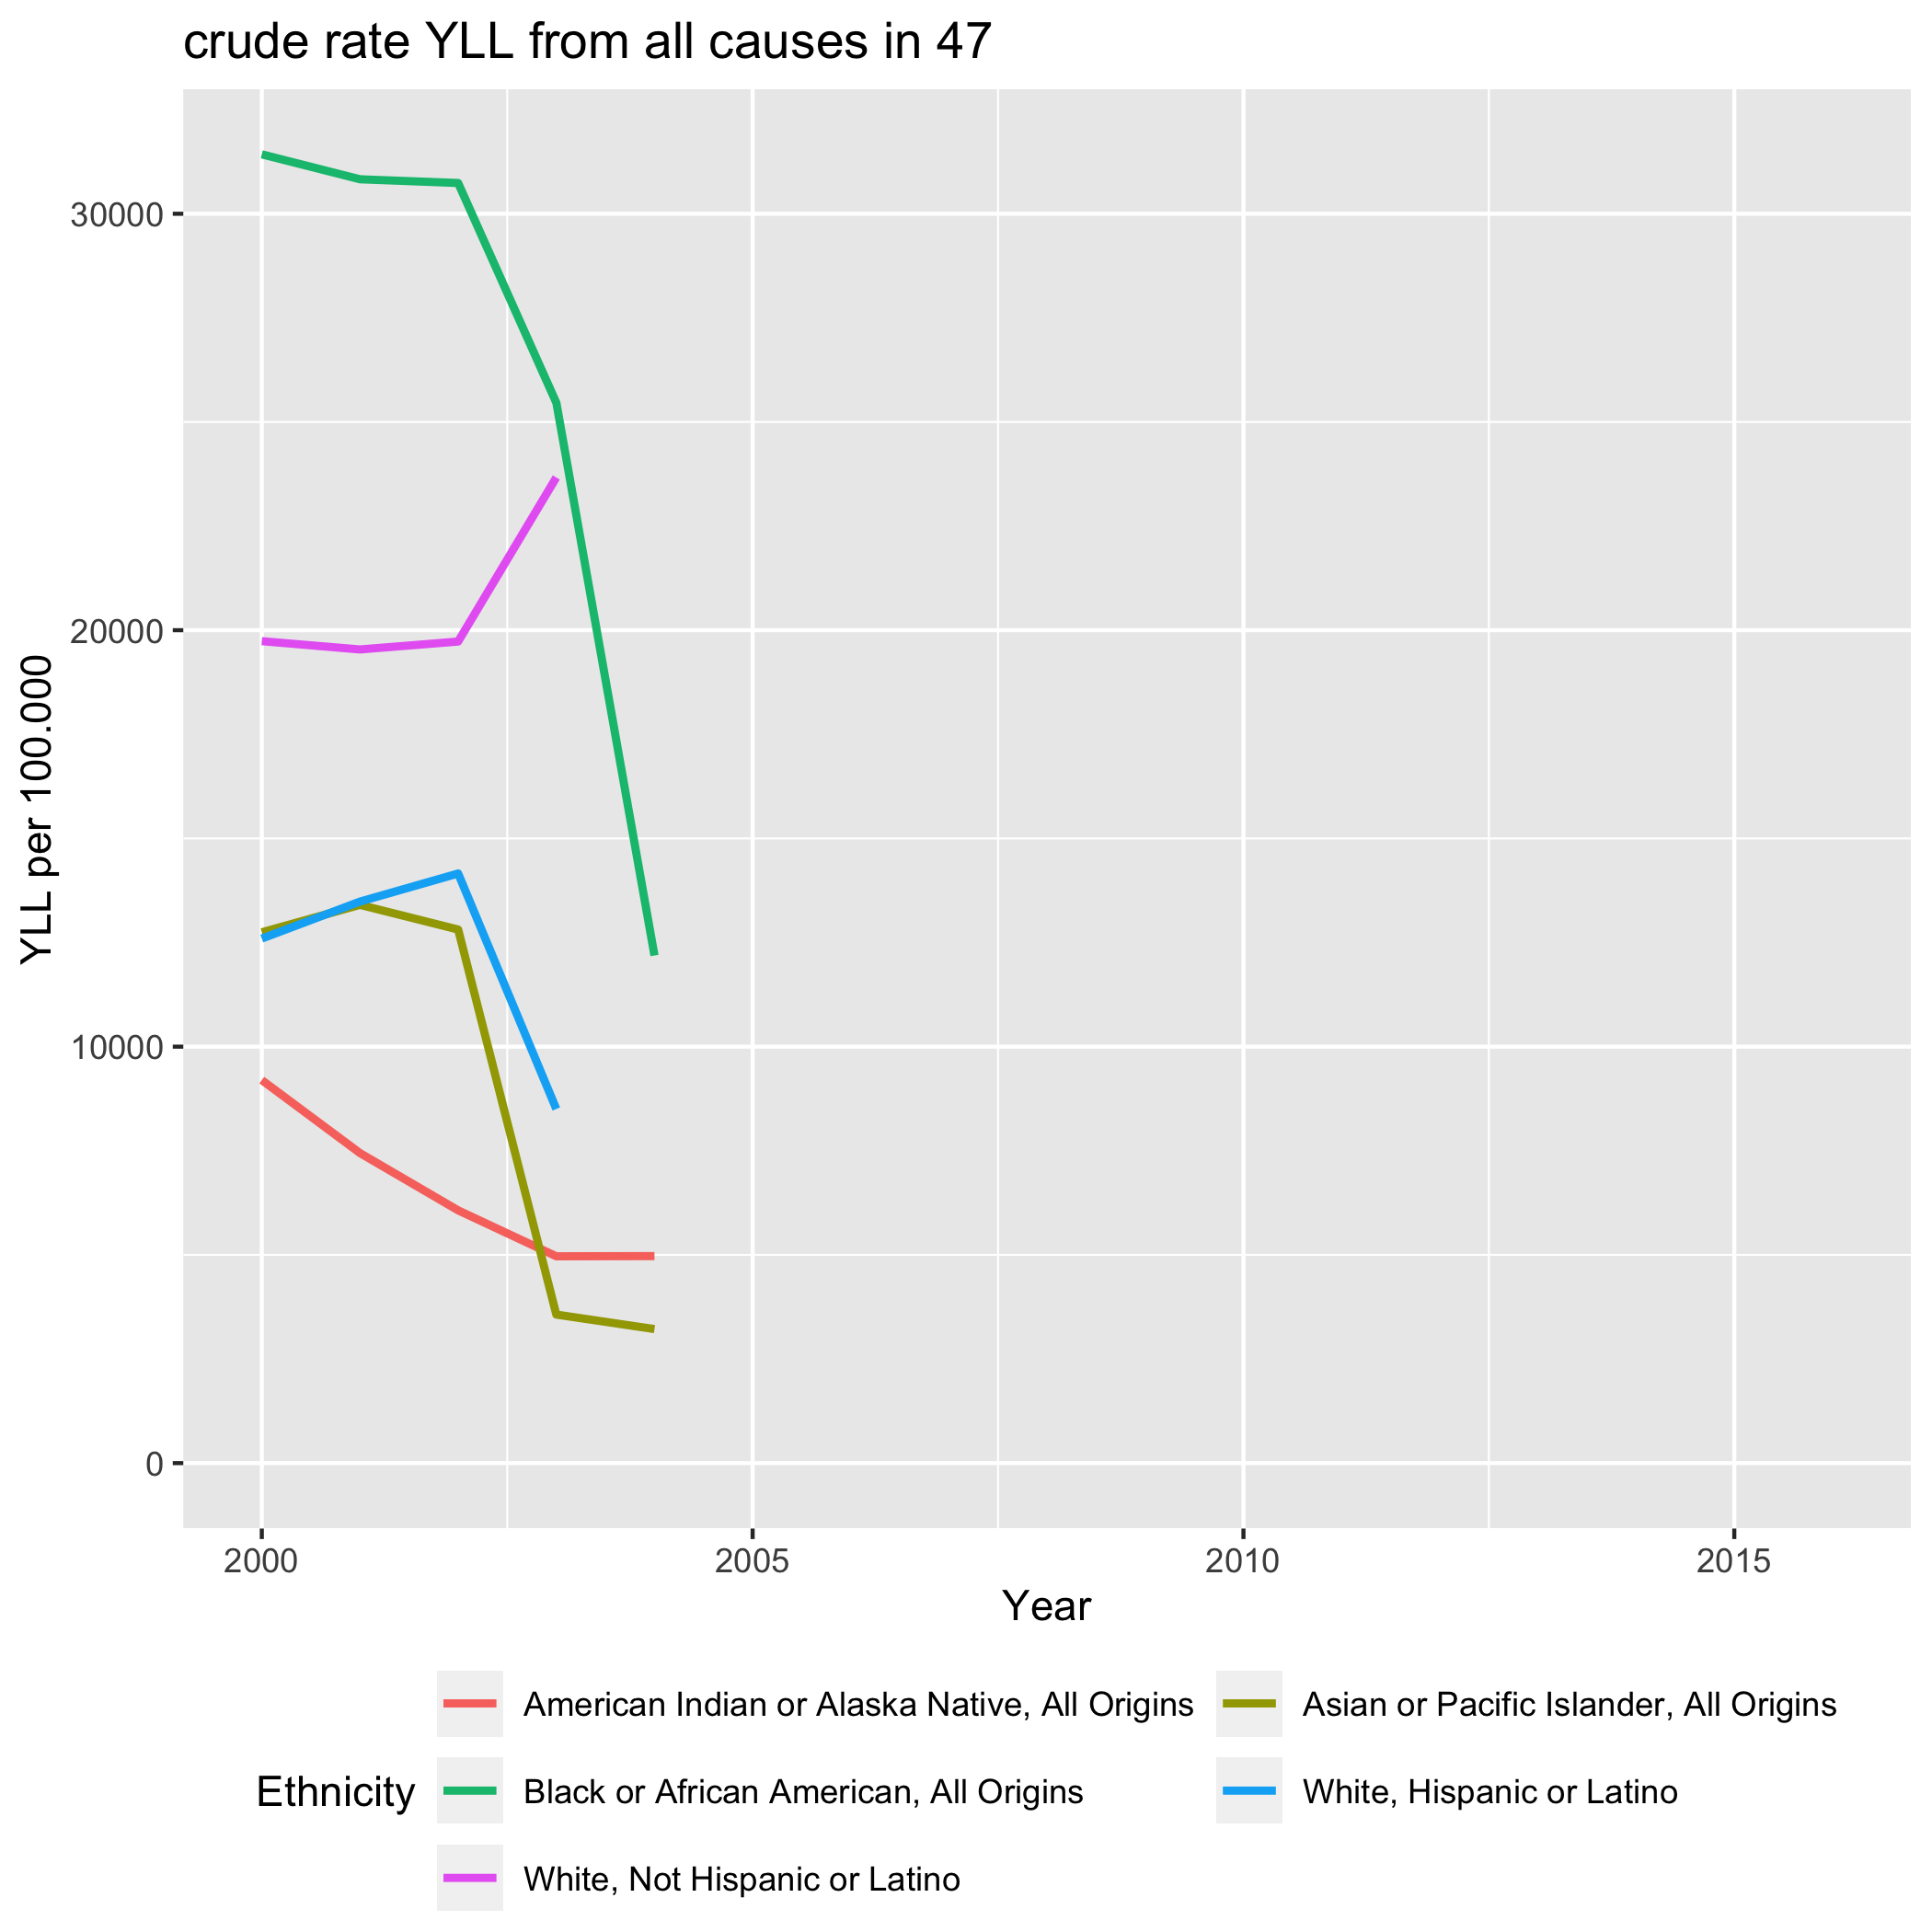 crude rate YLL from all causes in 47
YLL per 100.000
30000
20000
10000
0
2000 2005 2010 2015
Year
Ethnicity
American Indian or Alaska Native, All Origins
Asian or Pacific Islander, All Origins
Black or African American, All Origins
White, Hispanic or Latino
White, Not Hispanic or Latino